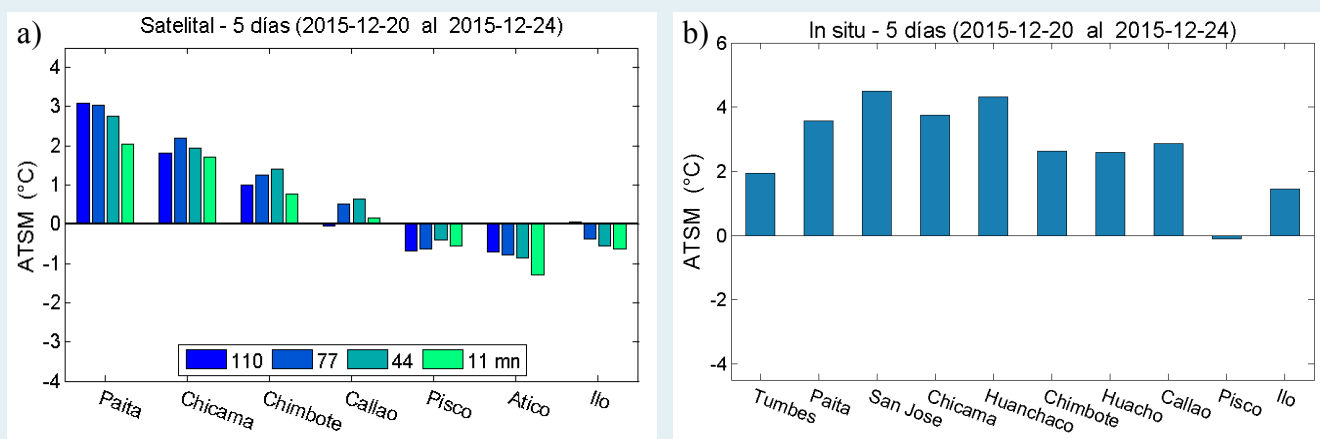 a)
Satelital - 5 días (2015-12-20 al 2015-12-24)
ATSM (°C)
4
3
2
1
0
-1
-2
-3
-4
110 77 44 11 mn
Paita Chicama Chimbote Callao Pisco Atico Ilo
b)
In situ - 5 días (2015-12-20 al 2015-12-24)
ATSM (°C)
6
4
2
0
-2
-4
Tumbes Paita San Jose Chicama Huanchaco Chimbote Huacho Callao Pisco Ilo